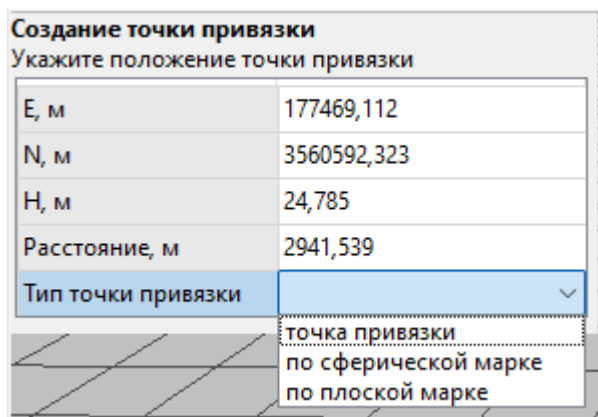 Создание точки привязки
Укажите положение точки привязки
E, м 177469,112
N, м 3560592,323
H, м 24,785
Расстояние, м 2941,539
Тип точки привязки
точка привязки
по сферической марке
по плоской марке